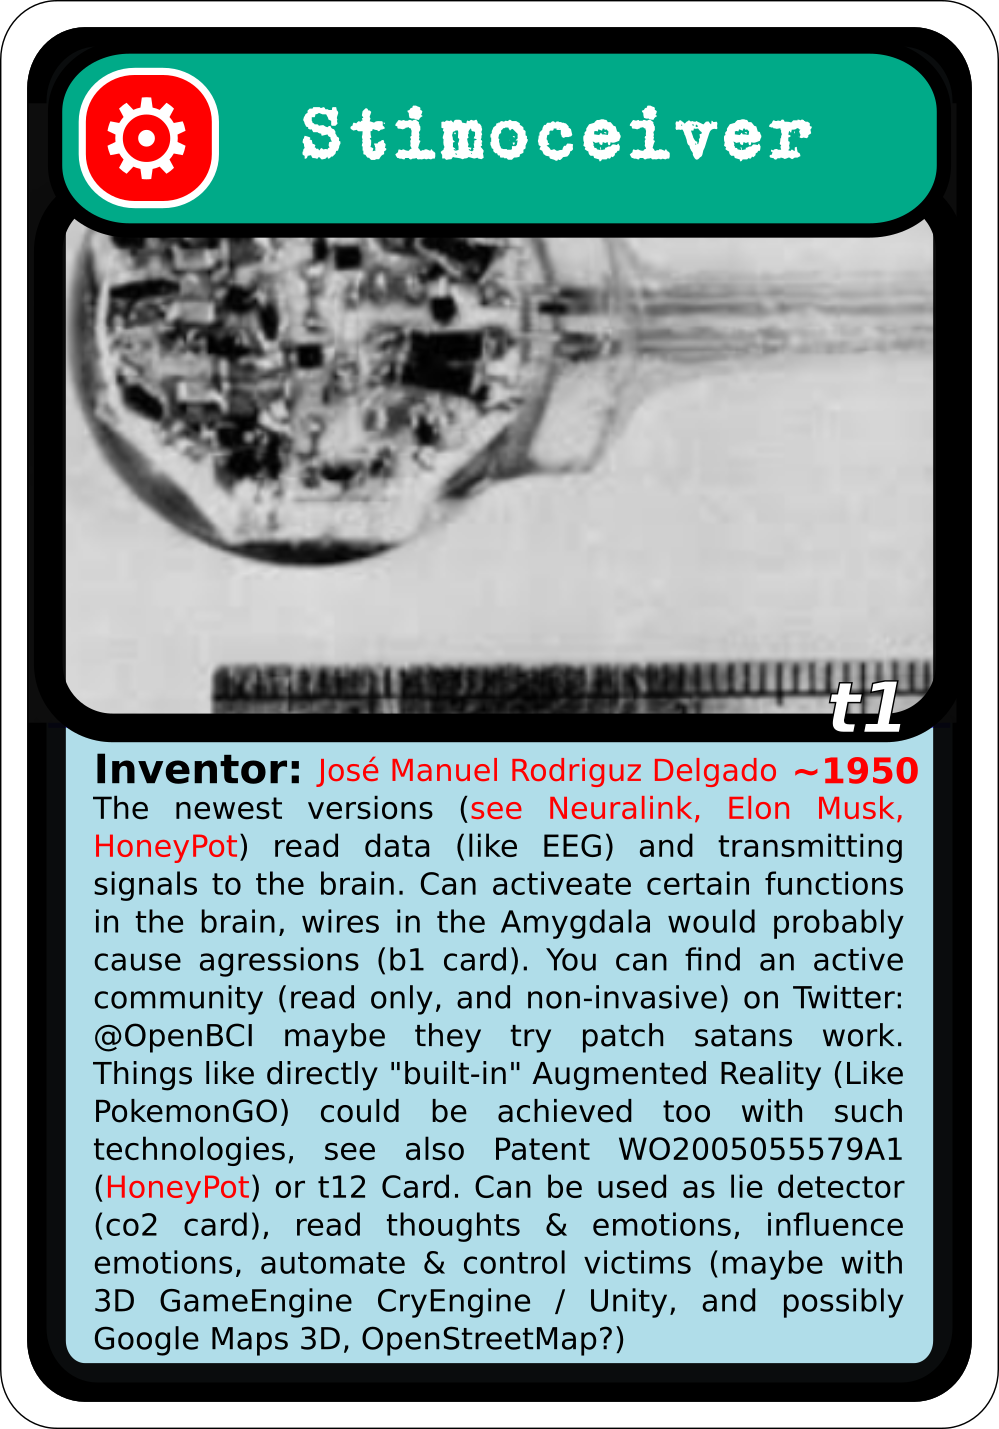 Stimoceiver
t1
Inventor: José Manuel Rodriguz Delgado ~1950
The newest versions (see Neuralink, Elon Musk,
HoneyPot) read data (like EEG) and transmitting
signals to the brain. Can activeate certain functions
in the brain, wires in the Amygdala would probably
cause agressions (b1 card). You can find an active
community (read only, and non-invasive) on Twitter:
@OpenBCI maybe they try patch satans work.
Things like directly "built-in" Augmented Reality (Like
PokemonGO) could be achieved too with such
technologies, see also Patent WO2005055579A1
(HoneyPot) or t12 Card. Can be used as lie detector
(co2 card), read thoughts & emotions, influence
emotions, automate & control victims (maybe with
3D GameEngine CryEngine / Unity, and possibly
Google Maps 3D, OpenStreetMap?)